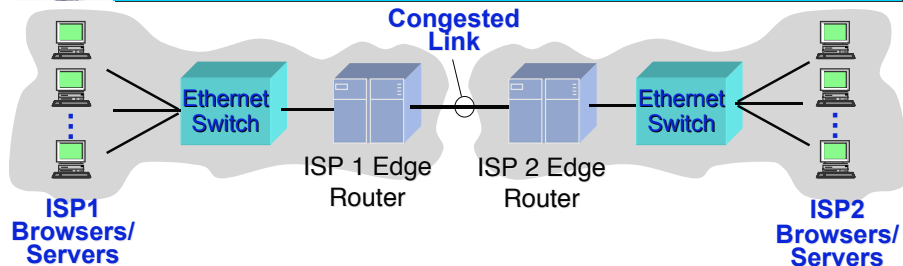 Congested
Link
Ethernet
Switch
Ethernet
Switch
ISP 1 Edge
Router
ISP 2 Edge
Router
ISP1
Browsers/
Servers
ISP2
Browsers/
Servers